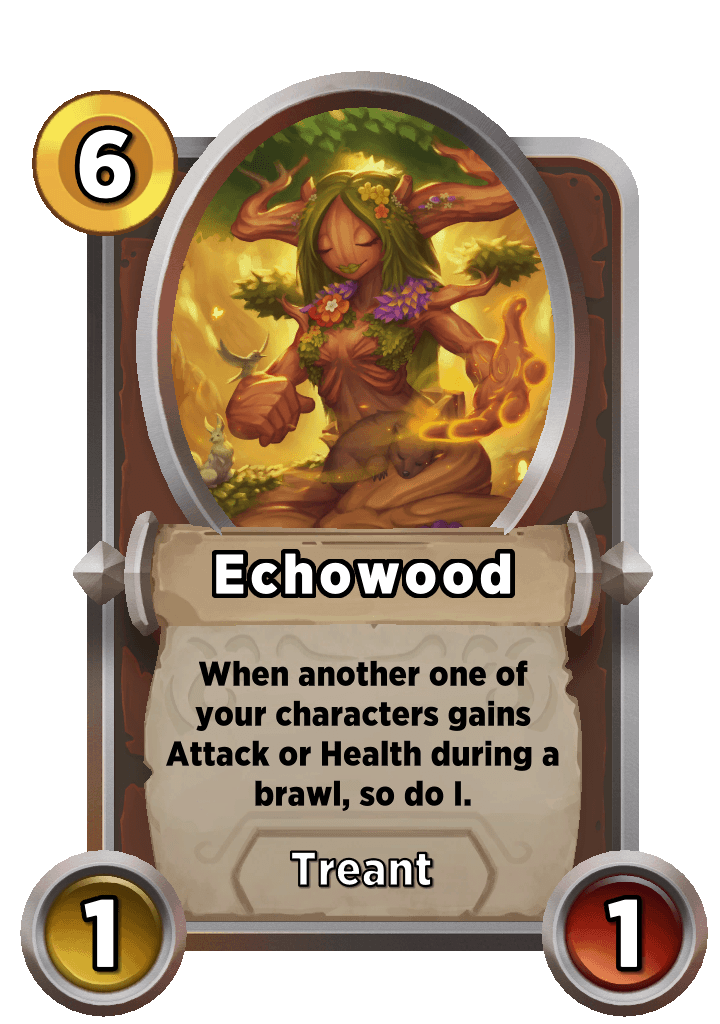 6
Echowood
When another one of
your characters gains
Attack or Health during a
brawl, so do I.
Treant
1
1